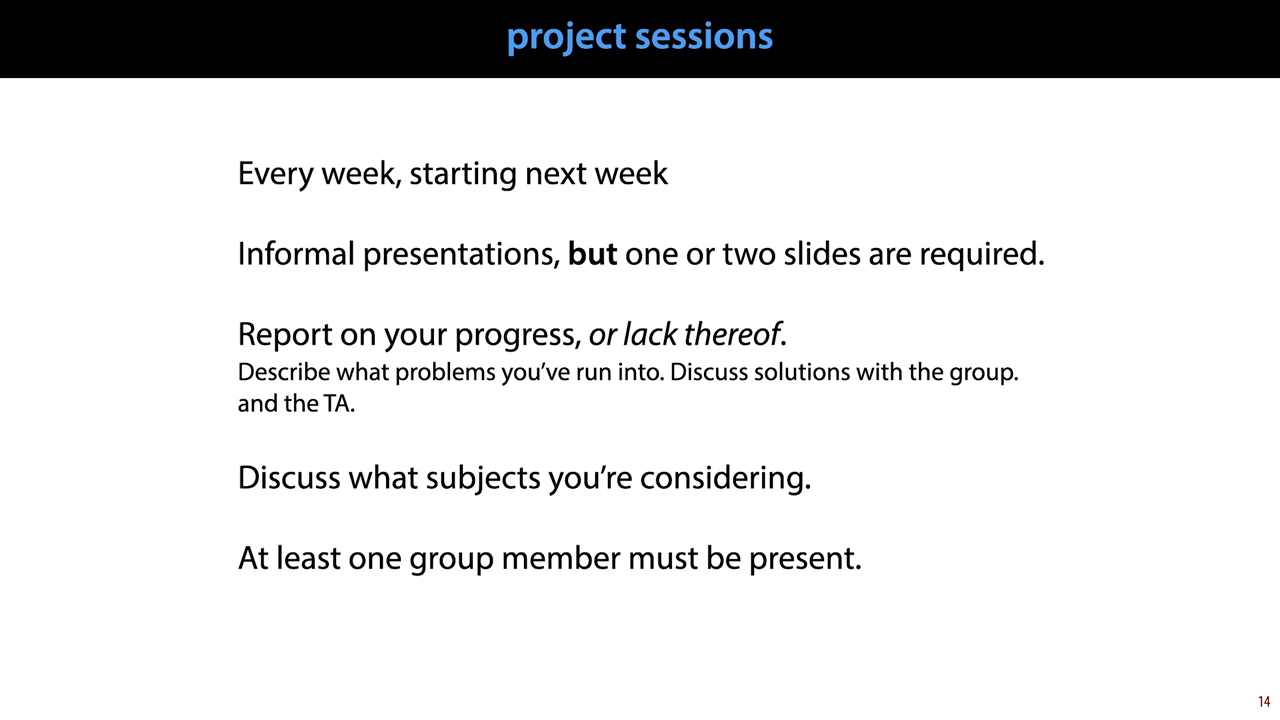 project sessions
Every week, starting next week
Informal presentations, but one or two slides are required.
Report on your progress, or lack thereof.
Describe what problems you’ve run into. Discuss solutions with the group.
and the TA.
Discuss what subjects you’re considering.
At least one group member must be present.
14